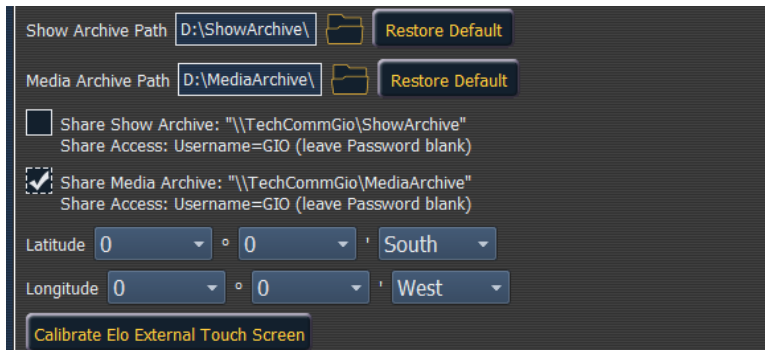 Show Archive Path D:\ShowArchive\ Restore Default
Media Archive Path D:\MediaArchive\ Restore Default
Share Show Archive: "\\TechCommGio\ShowArchive"
Share Access: Username=GIO (leave Password blank)
Share Media Archive: "\\TechCommGio\MediaArchive"
Share Access: Username=GIO (leave Password blank)
Latitude 0 ° 0 ' South
Longitude 0 ° 0 ' West
Calibrate Elo External Touch Screen